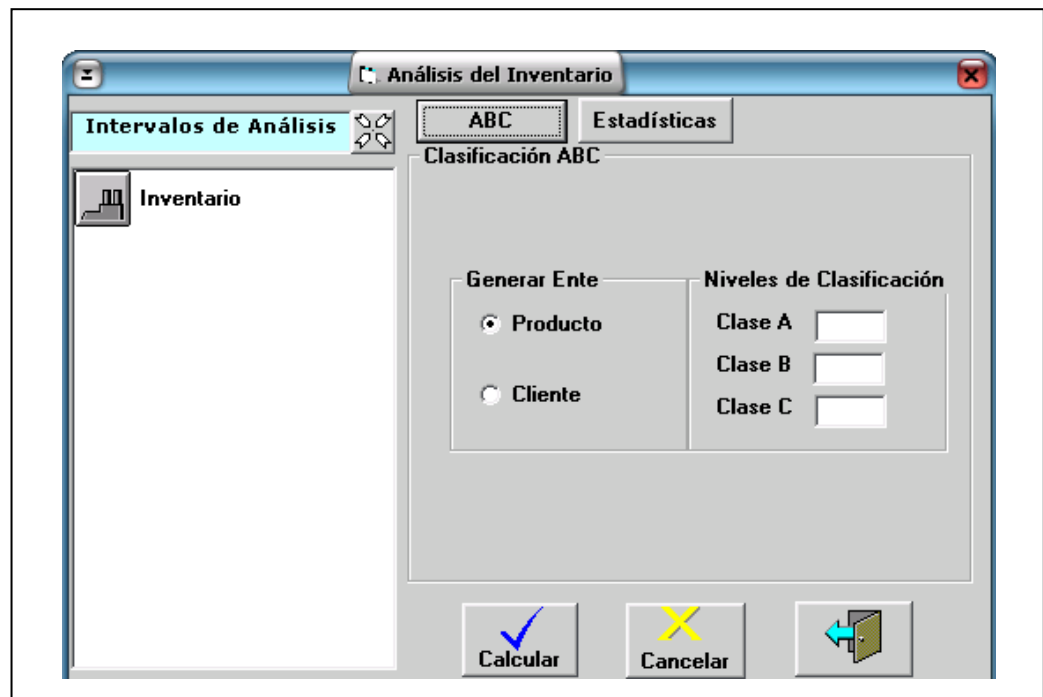 Análisis del Inventario
Intervalos de Análisis
ABC
Estadísticas
Inventario
Clasificación ABC
Generar Ente
Producto
Cliente
Niveles de Clasificación
Clase A
Clase B
Clase C
Calcular
Cancelar